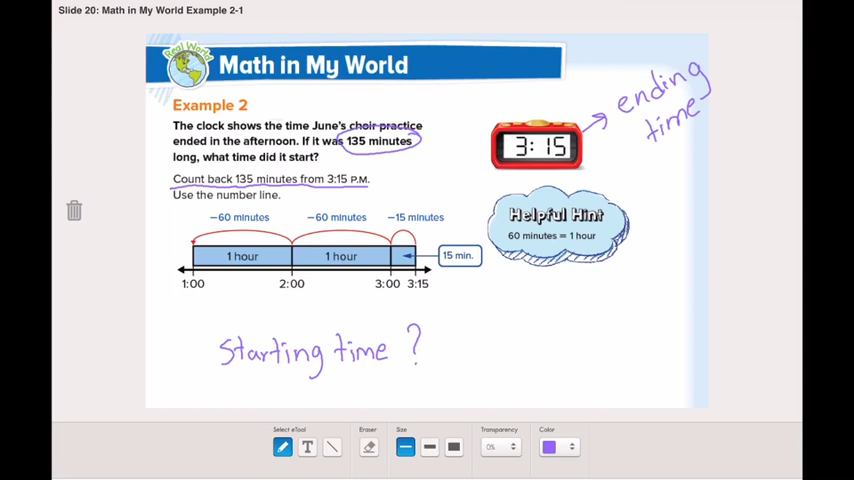 Slide 20: Math in My World Example 2-1
Real World
Math in My World
Example 2
The clock shows the time June's choir practice
ended in the afternoon. If it was 135 minutes
long, what time did it start?
Count back 135 minutes from 3:15 P.M.
Use the number line.
3:15
ending
time
Helpful Hint
60 minutes = 1 hour
−60 minutes −60 minutes −15 minutes
1 hour 1 hour 15 min.
1:00 2:00 3:00 3:15
Starting time ?
Select eTool Eraser Size Transparency Color
T 0%